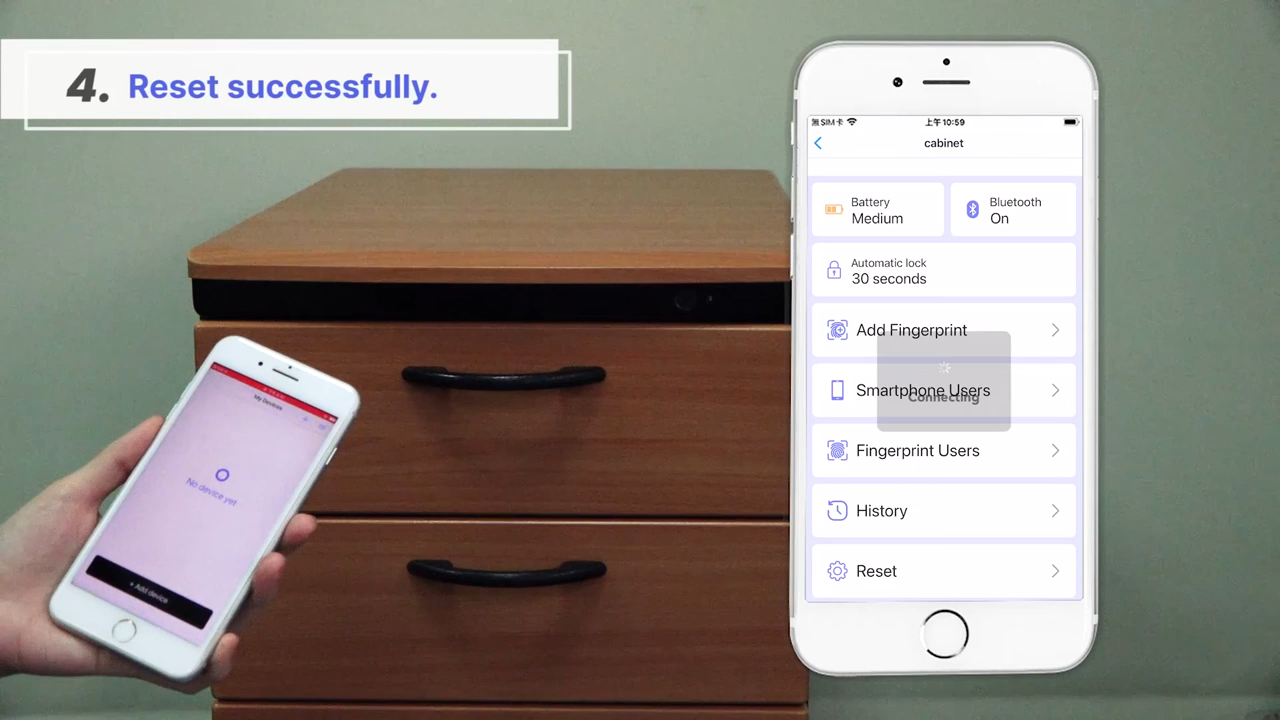 4. Reset successfully.
無SIM卡 上午10:59
cabinet
Battery
Medium
Bluetooth
On
Automatic lock
30 seconds
Add Fingerprint
Smartphone Users
Connecting
Fingerprint Users
History
Reset
My Devices
No device yet
+ Add device